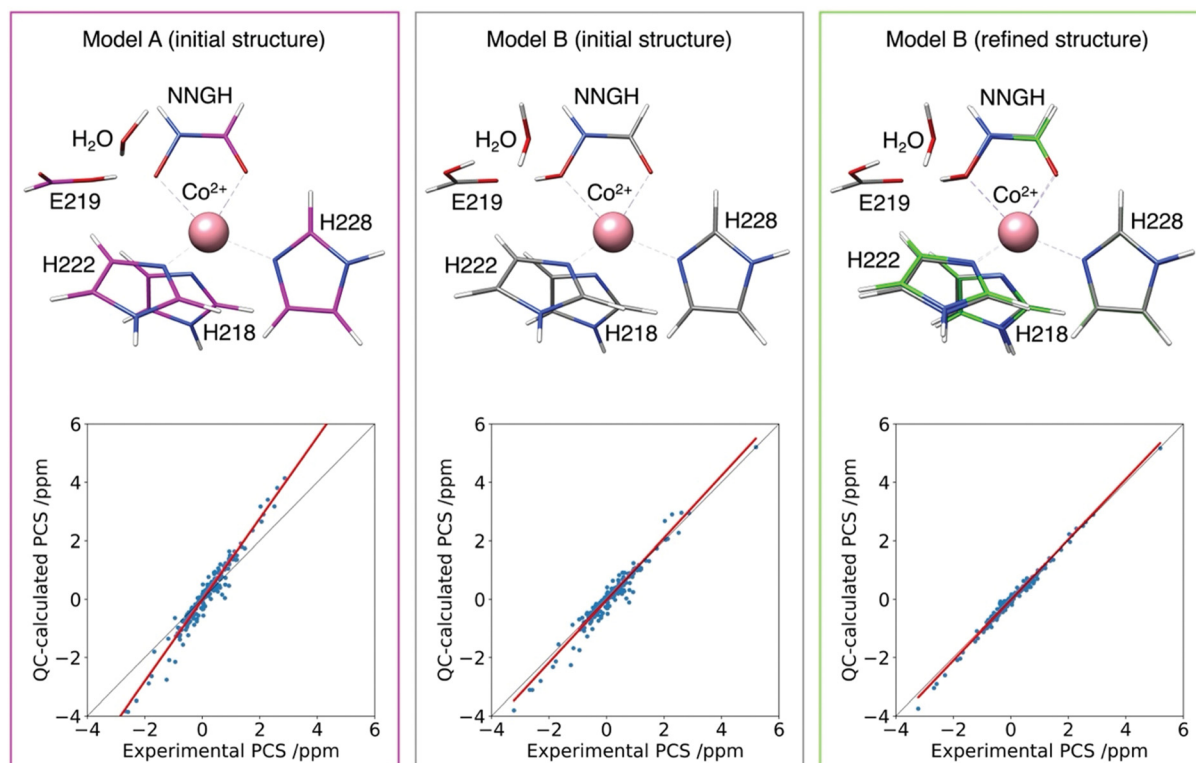 Model A (initial structure)
NNGH
H₂O
E219
Co²⁺
H228
H222
H218
6
4
2
0
−2
−4
−4
−2
0
2
4
6
QC-calculated PCS /ppm
Experimental PCS /ppm
Model B (initial structure)
NNGH
H₂O
E219
Co²⁺
H228
H222
H218
6
4
2
0
−2
−4
−4
−2
0
2
4
6
QC-calculated PCS /ppm
Experimental PCS /ppm
Model B (refined structure)
NNGH
H₂O
E219
Co²⁺
H228
H222
H218
6
4
2
0
−2
−4
−4
−2
0
2
4
6
QC-calculated PCS /ppm
Experimental PCS /ppm